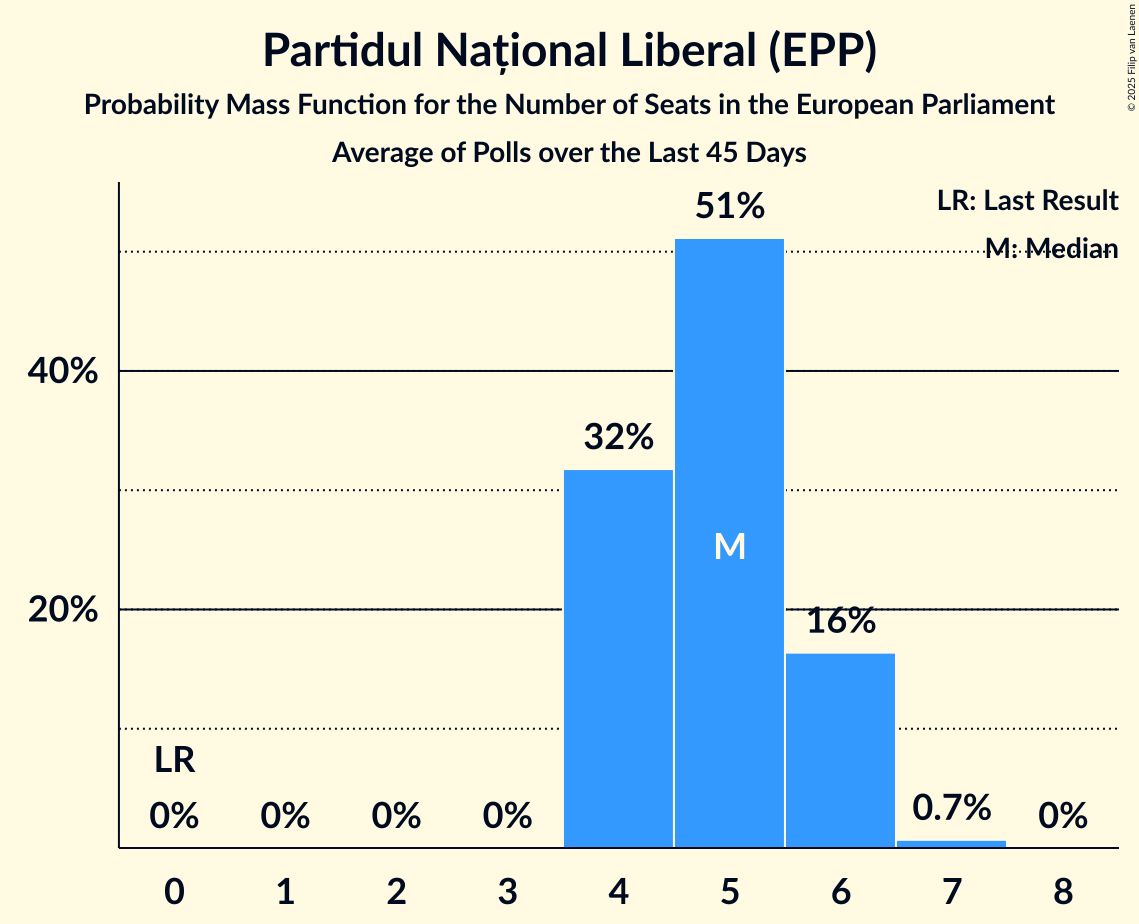 Partidul Național Liberal (EPP)
Probability Mass Function for the Number of Seats in the European Parliament
Average of Polls over the Last 45 Days
© 2025 Filip van Laenen
LR: Last Result
M: Median
51%
40%
32%
M
20%
16%
LR
0% 0% 0% 0% 0.7% 0%
0 1 2 3 4 5 6 7 8